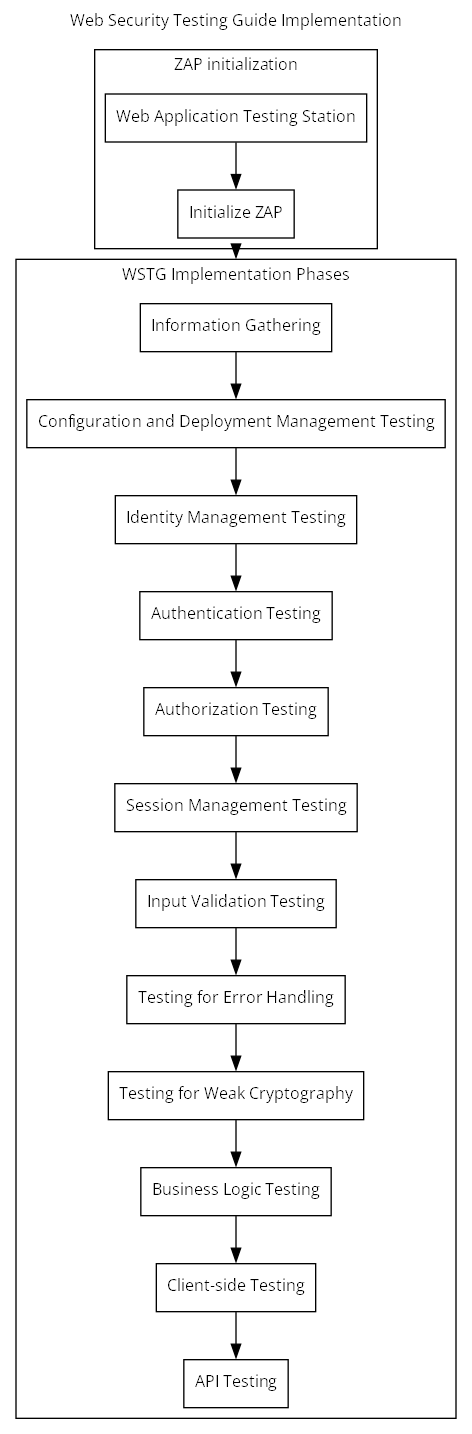 Web Security Testing Guide Implementation
ZAP initialization
Web Application Testing Station
Initialize ZAP
WSTG Implementation Phases
Information Gathering
Configuration and Deployment Management Testing
Identity Management Testing
Authentication Testing
Authorization Testing
Session Management Testing
Input Validation Testing
Testing for Error Handling
Testing for Weak Cryptography
Business Logic Testing
Client-side Testing
API Testing